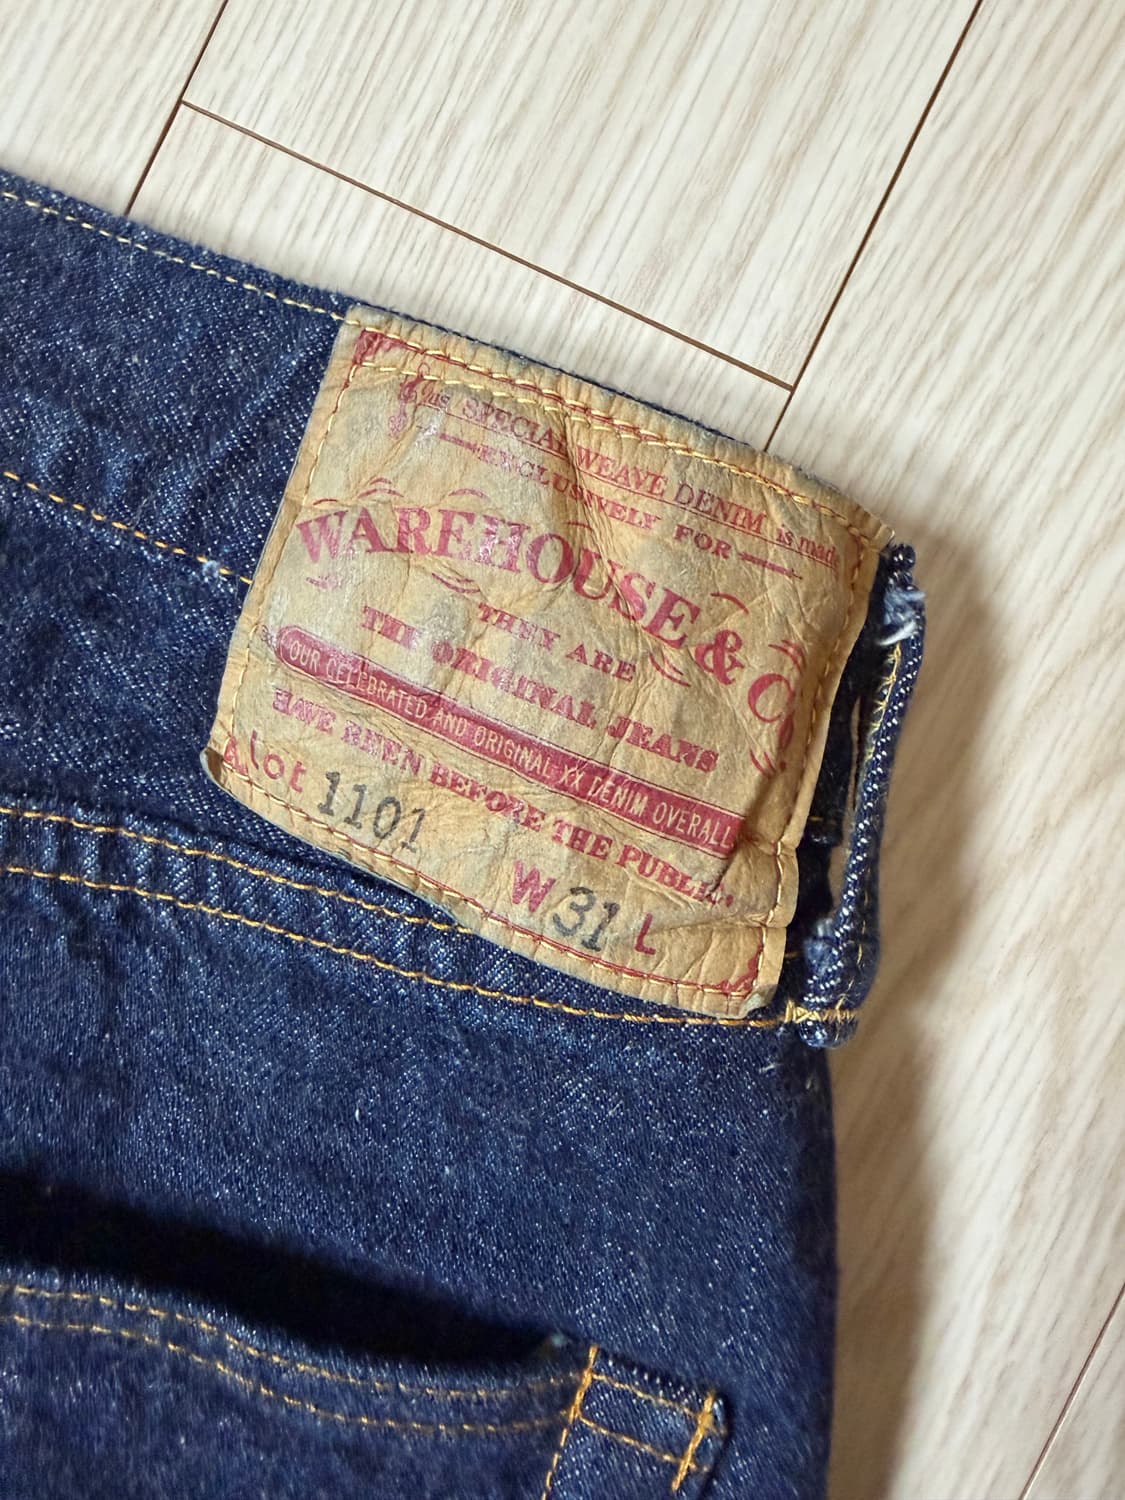 This SPECIAL WEAVE DENIM is made
EXCLUSIVELY FOR
WAREHOUSE & Co.
THEY ARE
THE ORIGINAL JEANS
OUR CELEBRATED AND ORIGINAL XX DENIM OVERALL
HAVE BEEN BEFORE THE PUBLIC.
Lot 1101
W 31 L